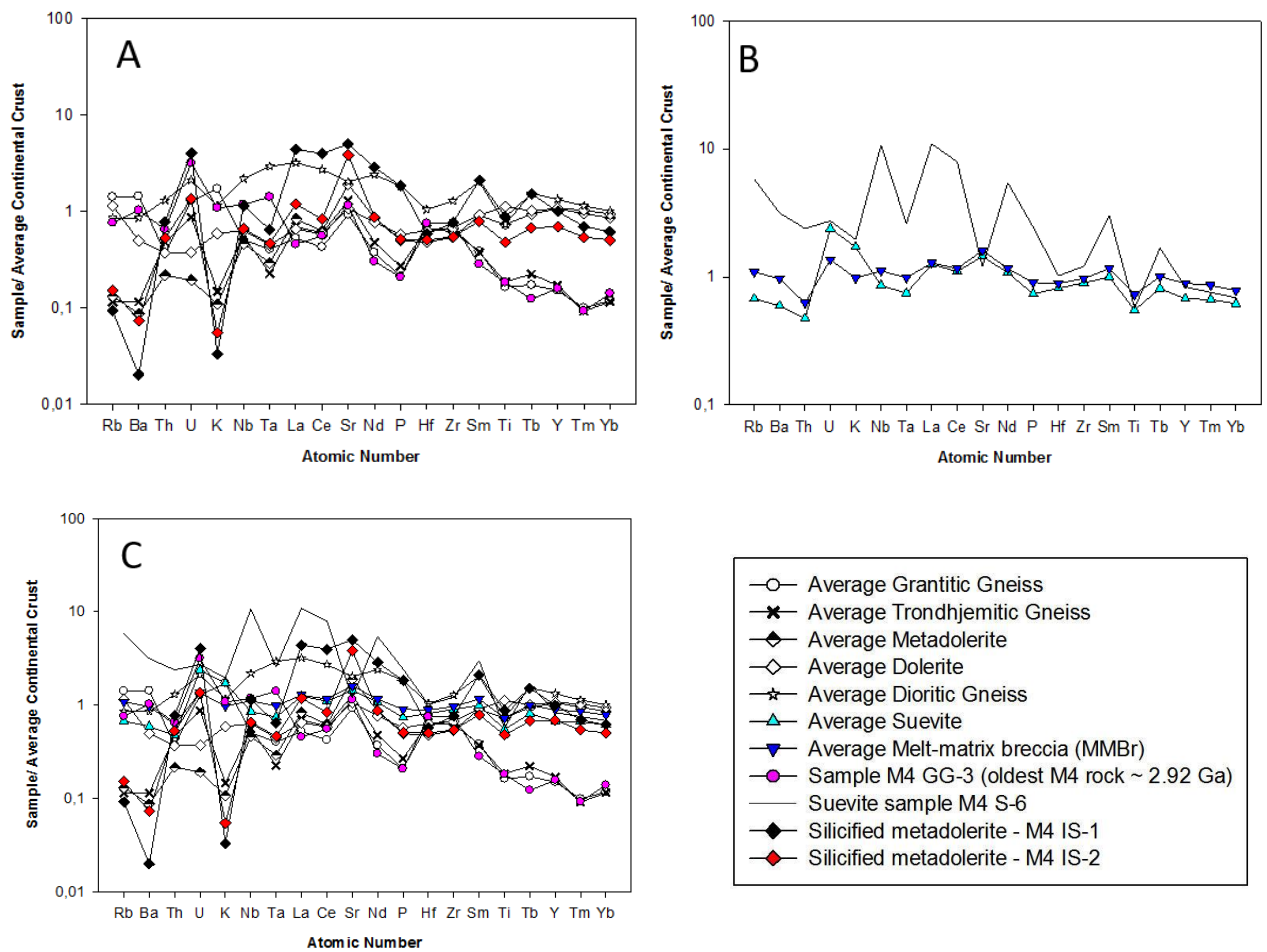 A
100
10
1
0,1
0,01
Sample/ Average Continental Crust
Rb Ba Th U K Nb Ta La Ce Sr Nd P Hf Zr Sm Ti Tb Y Tm Yb
Atomic Number
B
100
10
1
0,1
Sample/ Average Continental Crust
Rb Ba Th U K Nb Ta La Ce Sr Nd P Hf Zr Sm Ti Tb Y Tm Yb
Atomic Number
C
100
10
1
0,1
0,01
Sample/ Average Continental Crust
Rb Ba Th U K Nb Ta La Ce Sr Nd P Hf Zr Sm Ti Tb Y Tm Yb
Atomic Number
Average Grantitic Gneiss
Average Trondhjemitic Gneiss
Average Metadolerite
Average Dolerite
Average Dioritic Gneiss
Average Suevite
Average Melt-matrix breccia (MMBr)
Sample M4 GG-3 (oldest M4 rock ~ 2.92 Ga)
Suevite sample M4 S-6
Silicified metadolerite - M4 IS-1
Silicified metadolerite - M4 IS-2